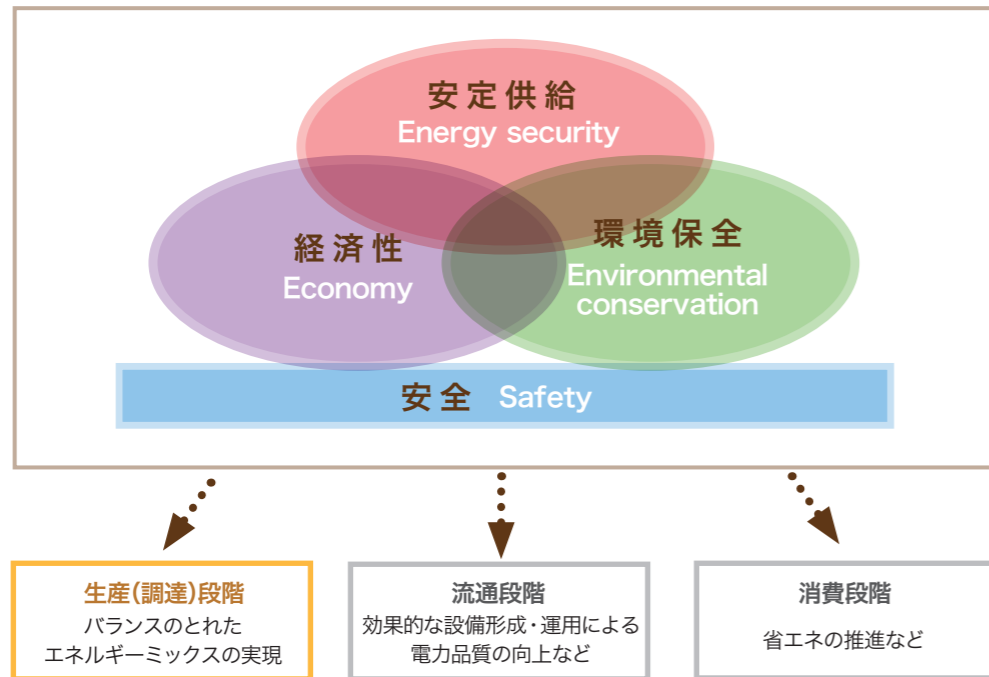 安定供給
Energy security
経済性
Economy
環境保全
Environmental
conservation
安全 Safety
生産(調達)段階
バランスのとれた
エネルギーミックスの実現
流通段階
効果的な設備形成・運用による
電力品質の向上など
消費段階
省エネの推進など